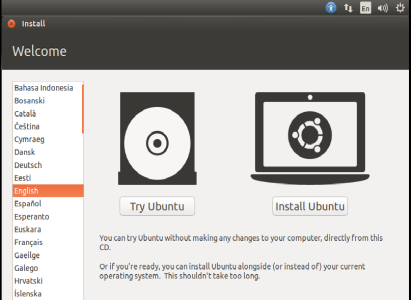 En
Install
Welcome
Bahasa Indonesia
Bosanski
Català
Čeština
Cymraeg
Dansk
Deutsch
Eesti
English
Español
Esperanto
Euskara
Français
Gaeilge
Galego
Hrvatski
Íslenska
Try Ubuntu
Install Ubuntu
You can try Ubuntu without making any changes to your computer, directly from this
CD.
Or if you're ready, you can install Ubuntu alongside (or instead of) your current
operating system. This shouldn't take too long.